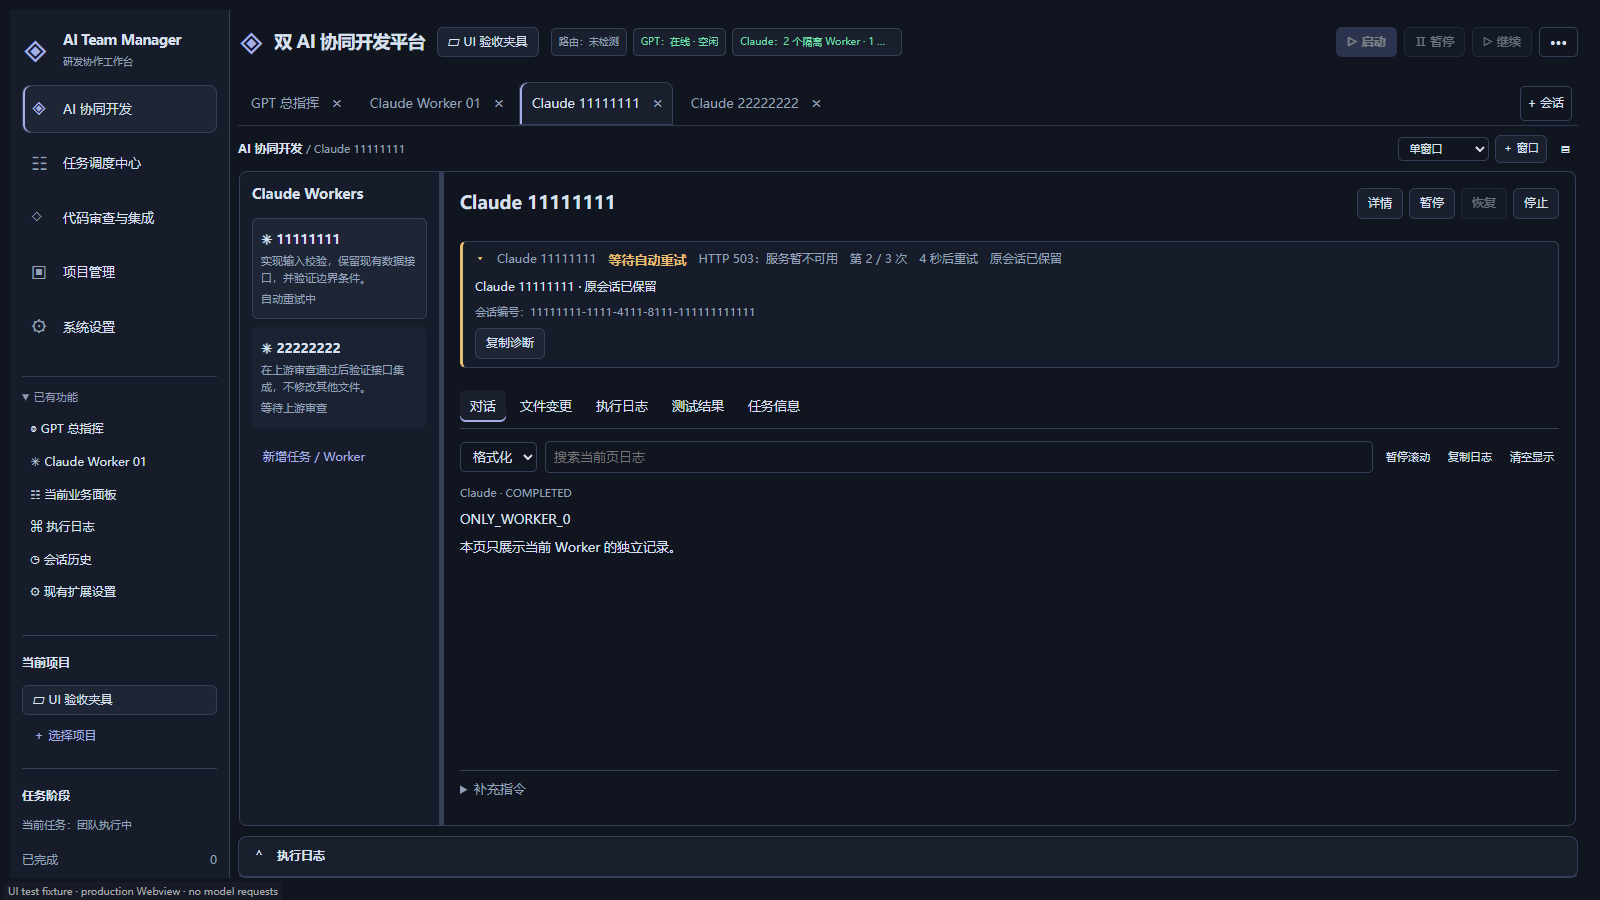 AI Team Manager
研发协作工作台
AI 协同开发
任务调度中心
代码审查与集成
项目管理
系统设置
▼ 已有功能
GPT 总指挥
Claude Worker 01
当前业务面板
执行日志
会话历史
现有扩展设置
当前项目
UI 验收夹具
+ 选择项目
任务阶段
当前任务：团队执行中
已完成 0
双 AI 协同开发平台
UI 验收夹具
路由：未检测
GPT：在线 · 空闲
Claude：2 个隔离 Worker · 1 ...
启动
暂停
继续
•••
GPT 总指挥 ×
Claude Worker 01 ×
Claude 11111111 ×
Claude 22222222 ×
+ 会话
AI 协同开发 / Claude 11111111
单窗口
+ 窗口
Claude Workers
11111111
实现输入校验，保留现有数据接
口，并验证边界条件。
自动重试中
22222222
在上游审查通过后验证接口集
成，不修改其他文件。
等待上游审查
新增任务 / Worker
Claude 11111111
详情
暂停
恢复
停止
Claude 11111111 等待自动重试 HTTP 503：服务暂不可用 第 2 / 3 次 4 秒后重试 原会话已保留
Claude 11111111 · 原会话已保留
会话编号：11111111-1111-4111-8111-111111111111
复制诊断
对话
文件变更
执行日志
测试结果
任务信息
格式化
搜索当前页日志
暂停滚动
复制日志
清空显示
Claude · COMPLETED
ONLY_WORKER_0
本页只展示当前 Worker 的独立记录。
▶ 补充指令
^ 执行日志
UI test fixture · production Webview · no model requests